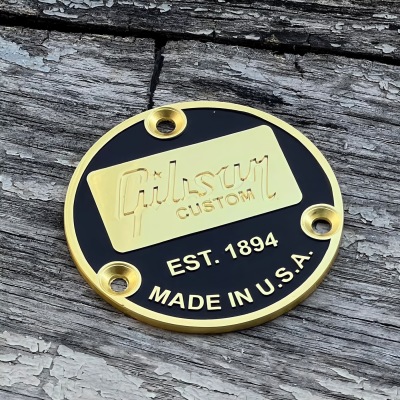 Gibson
CUSTOM
EST. 1894
MADE IN U.S.A.